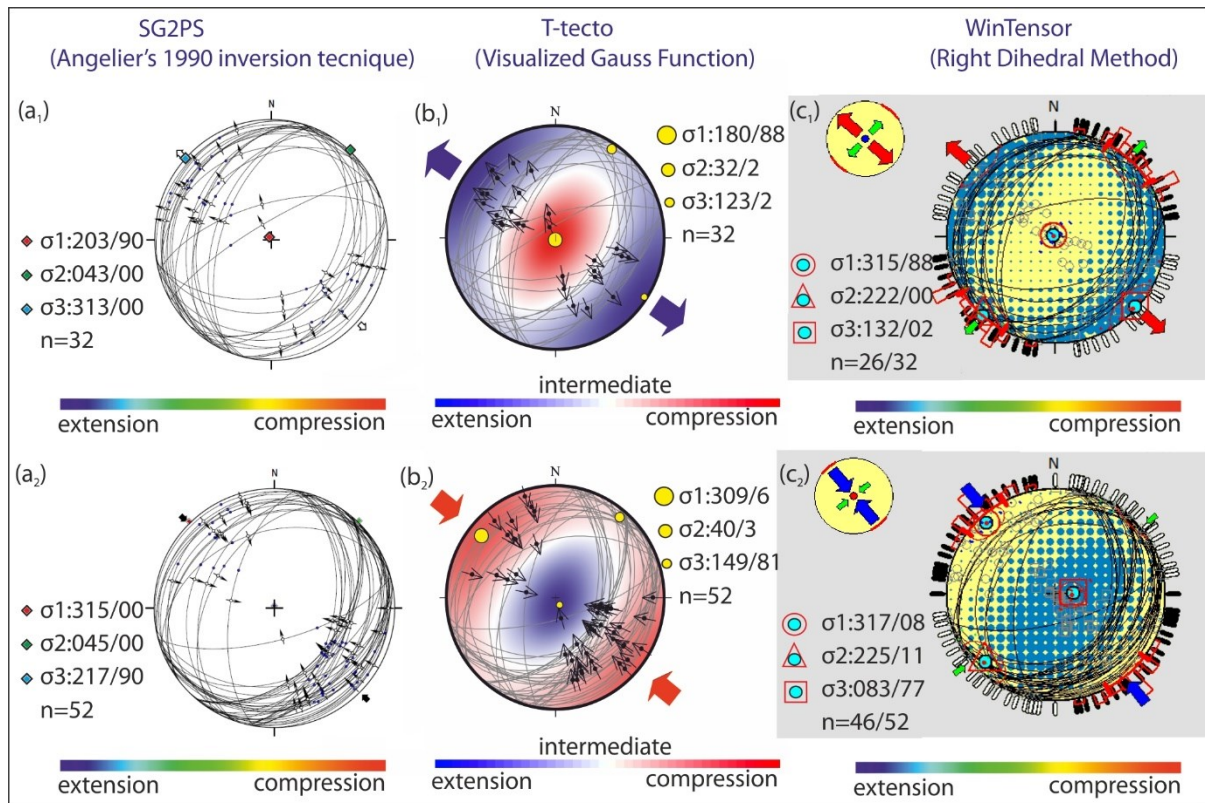 SG2PS
(Angelier's 1990 inversion tecnique)
T-tecto
(Visualized Gauss Function)
WinTensor
(Right Dihedral Method)
(a1)
N
σ1:203/90
σ2:043/00
σ3:313/00
n=32
extension
compression
(b1)
N
σ1:180/88
σ2:32/2
σ3:123/2
n=32
intermediate
extension
compression
(c1)
N
σ1:315/88
σ2:222/00
σ3:132/02
n=26/32
extension
compression
(a2)
N
σ1:315/00
σ2:045/00
σ3:217/90
n=52
extension
compression
(b2)
N
σ1:309/6
σ2:40/3
σ3:149/81
n=52
intermediate
extension
compression
(c2)
N
σ1:317/08
σ2:225/11
σ3:083/77
n=46/52
extension
compression